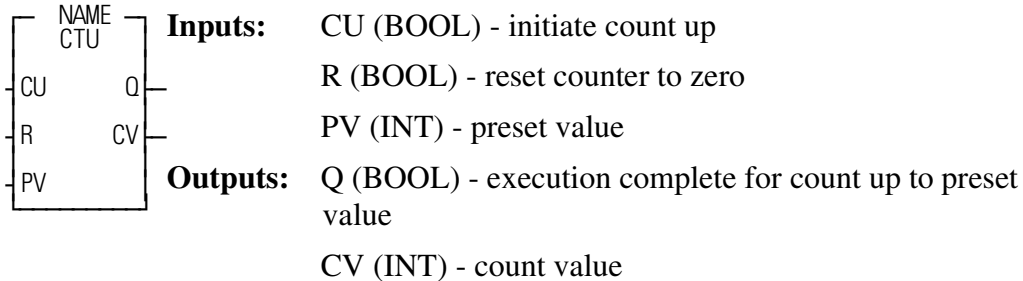 NAME
CTU
CU Q
R CV
PV
Inputs: CU (BOOL) - initiate count up
R (BOOL) - reset counter to zero
PV (INT) - preset value
Outputs: Q (BOOL) - execution complete for count up to preset
value
CV (INT) - count value